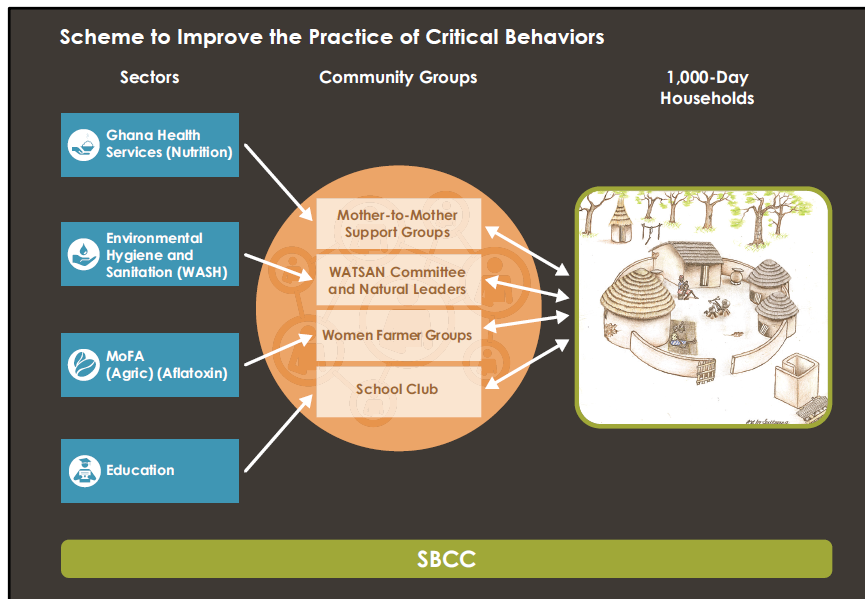 Scheme to Improve the Practice of Critical Behaviors
Sectors
Community Groups
1,000-Day
Households
Ghana Health
Services (Nutrition)
Environmental
Hygiene and
Sanitation (WASH)
MoFA
(Agric) (Aflatoxin)
Education
Mother-to-Mother
Support Groups
WATSAN Committee
and Natural Leaders
Women Farmer Groups
School Club
SBCC